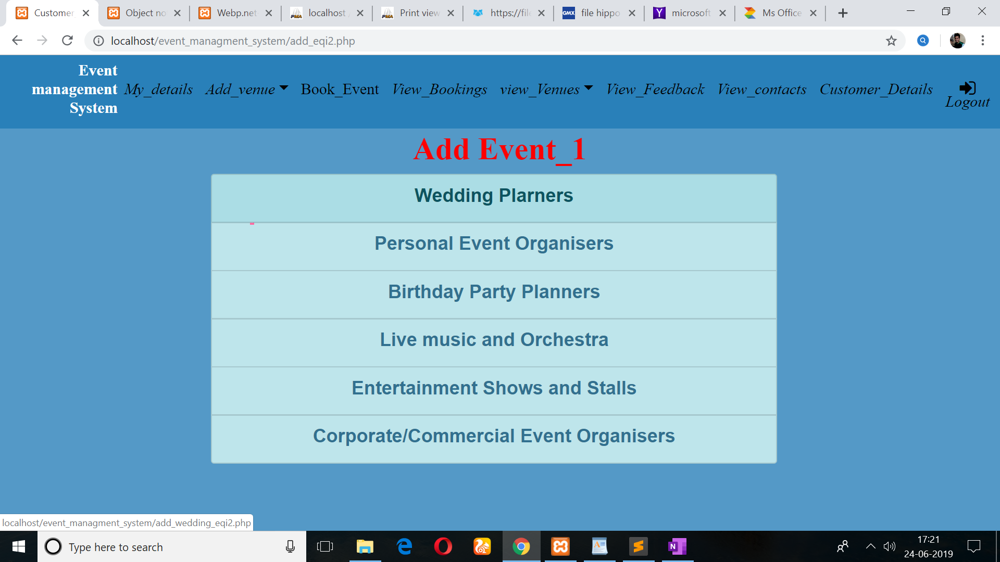 Customer
Object no
Webp.net
localhost /
Print view
https://file
file hippo
microsoft
Ms Office
localhost/event_managment_system/add_eqi2.php
Event
management
System
My_details
Add_venue
Book_Event
View_Bookings
view_Venues
View_Feedback
View_contacts
Customer_Details
Logout
Add Event_1
Wedding Plarners
Personal Event Organisers
Birthday Party Planners
Live music and Orchestra
Entertainment Shows and Stalls
Corporate/Commercial Event Organisers
localhost/event_managment_system/add_wedding_eqi2.php
Type here to search
17:21
24-06-2019